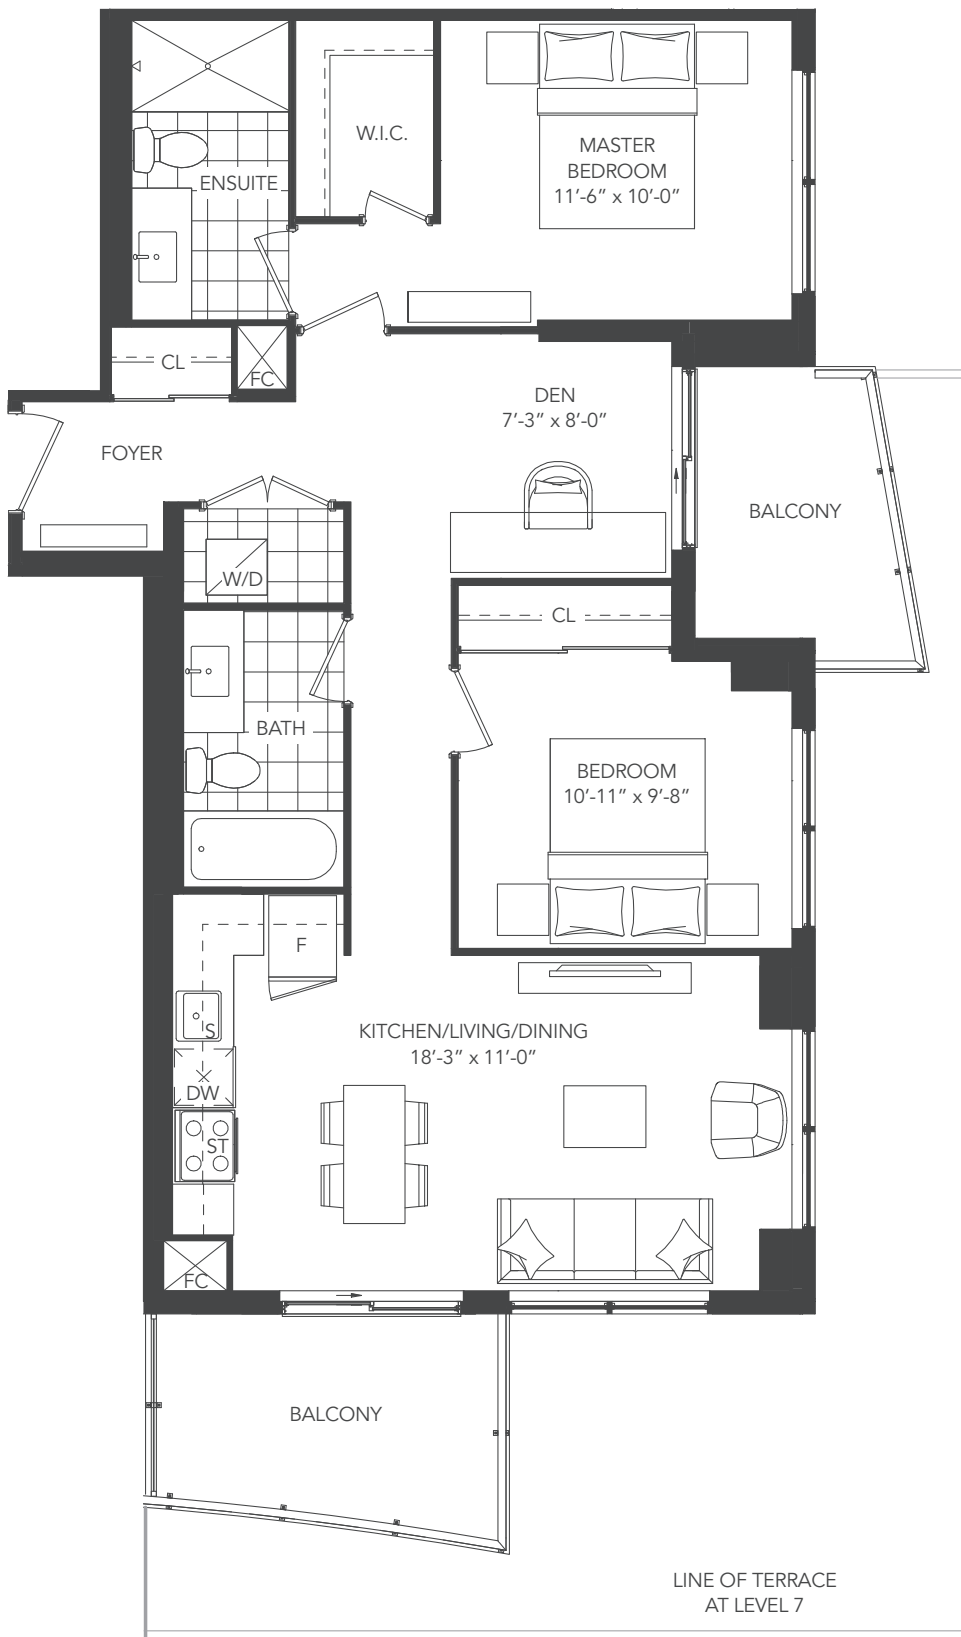 W.I.C.
MASTER
BEDROOM
11'-6" x 10'-0"
ENSUITE
CL
FC
DEN
7'-3" x 8'-0"
FOYER
BALCONY
W/D
CL
BATH
BEDROOM
10'-11" x 9'-8"
F
S
KITCHEN/LIVING/DINING
18'-3" x 11'-0"
DW
ST
FC
BALCONY
LINE OF TERRACE
AT LEVEL 7